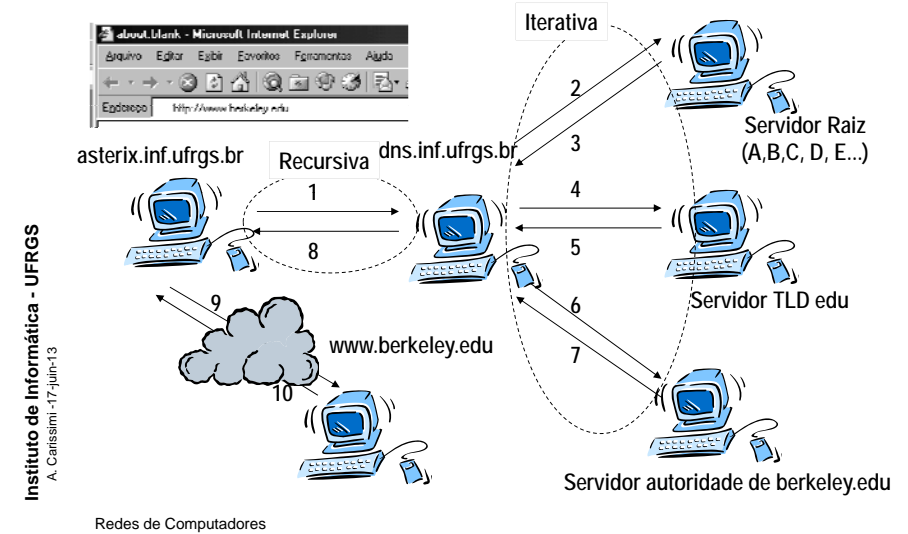 Iterativa
about.blank - Microsoft Internet Explorer
Arquivo Editar Exibir Favoritos Ferramentas Ajuda
Endereço http://www.berkeley.edu
2
3
Servidor Raiz
(A,B,C, D, E...)
asterix.inf.ufrgs.br
Recursiva
dns.inf.ufrgs.br
1
8
4
5
Servidor TLD edu
9
10
www.berkeley.edu
6
7
Servidor autoridade de berkeley.edu
Instituto de Informática - UFRGS
A. Carissimi -17-juin-13
Redes de Computadores